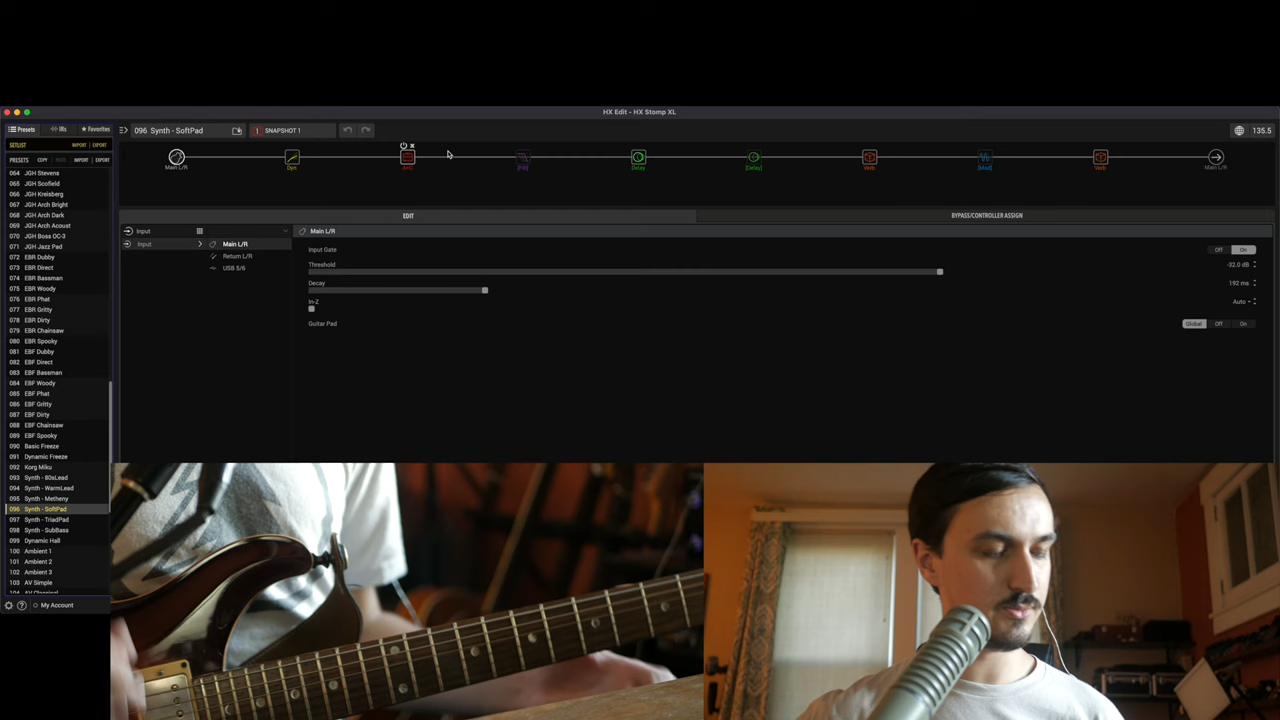 HX Edit - HX Stomp XL
Presets IRs Favorites
096 Synth - SoftPad
1 SNAPSHOT 1
135.5
SETLIST IMPORT EXPORT
PRESETS COPY PASTE IMPORT EXPORT
064 JGH Stevens
065 JGH Scofield
066 JGH Kreisberg
067 JGH Arch Bright
068 JGH Arch Dark
069 JGH Arch Acoust
070 JGH Boss OC-3
071 JGH Jazz Pad
072 EBR Dubby
073 EBR Direct
074 EBR Bassman
075 EBR Woody
076 EBR Phat
077 EBR Gritty
078 EBR Dirty
079 EBR Chainsaw
080 EBR Spooky
081 EBF Dubby
082 EBF Direct
083 EBF Bassman
084 EBF Woody
085 EBF Phat
086 EBF Gritty
087 EBF Dirty
088 EBF Chainsaw
089 EBF Spooky
090 Basic Freeze
091 Dynamic Freeze
092 Korg Miku
093 Synth - 80sLead
094 Synth - WarmLead
095 Synth - Metheny
096 Synth - SoftPad
097 Synth - TriadPad
098 Synth - SubBass
099 Dynamic Hall
100 Ambient 1
101 Ambient 2
102 Ambient 3
103 AV Simple
My Account
Main L/R Dyn Delay [Delay] Verb [Mod] Verb Main L/R
EDIT BYPASS/CONTROLLER ASSIGN
Input
Input Main L/R
Return L/R
USB 5/6
Main L/R
Input Gate Off On
Threshold -32.0 dB
Decay 192 ms
In-Z Auto
Guitar Pad Global Off On